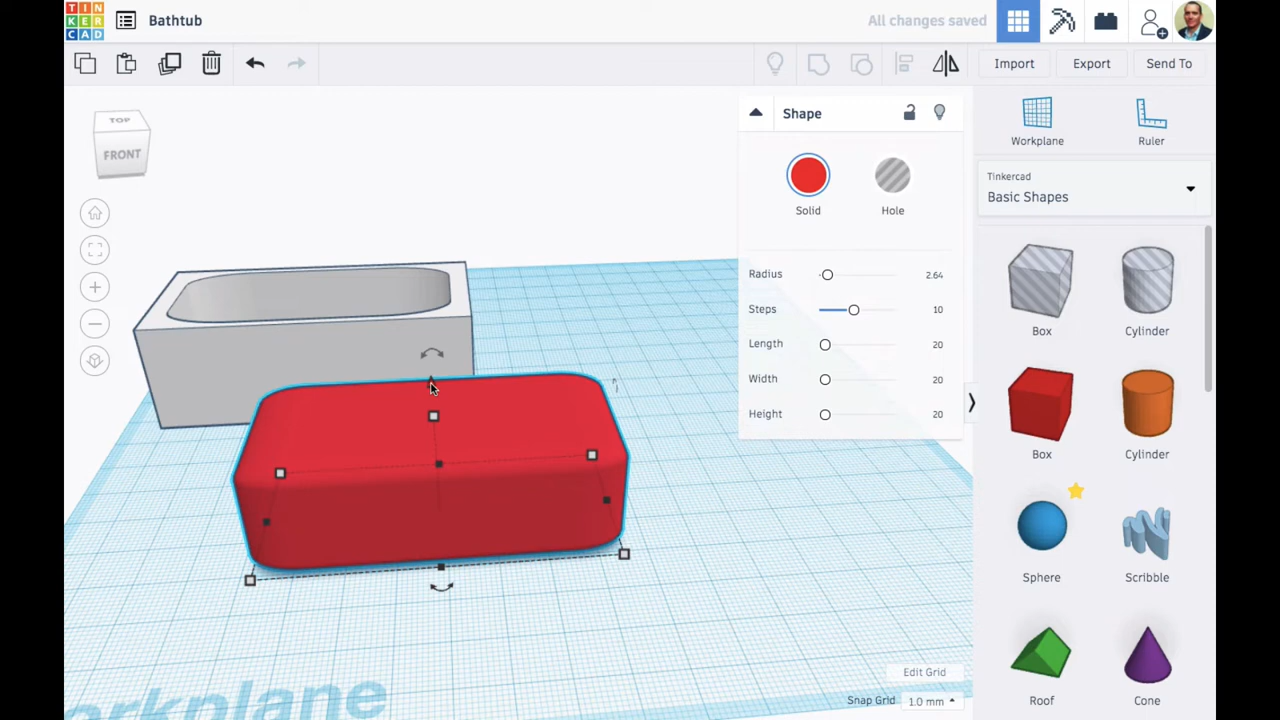 TIN
KER
CAD
Bathtub
All changes saved
Import
Export
Send To
TOP
FRONT
Shape
Solid
Hole
Radius
2.64
Steps
10
Length
20
Width
20
Height
20
Workplane
Ruler
Tinkercad
Basic Shapes
Box
Cylinder
Box
Cylinder
Sphere
Scribble
Roof
Cone
Edit Grid
Snap Grid
1.0 mm
orkplane